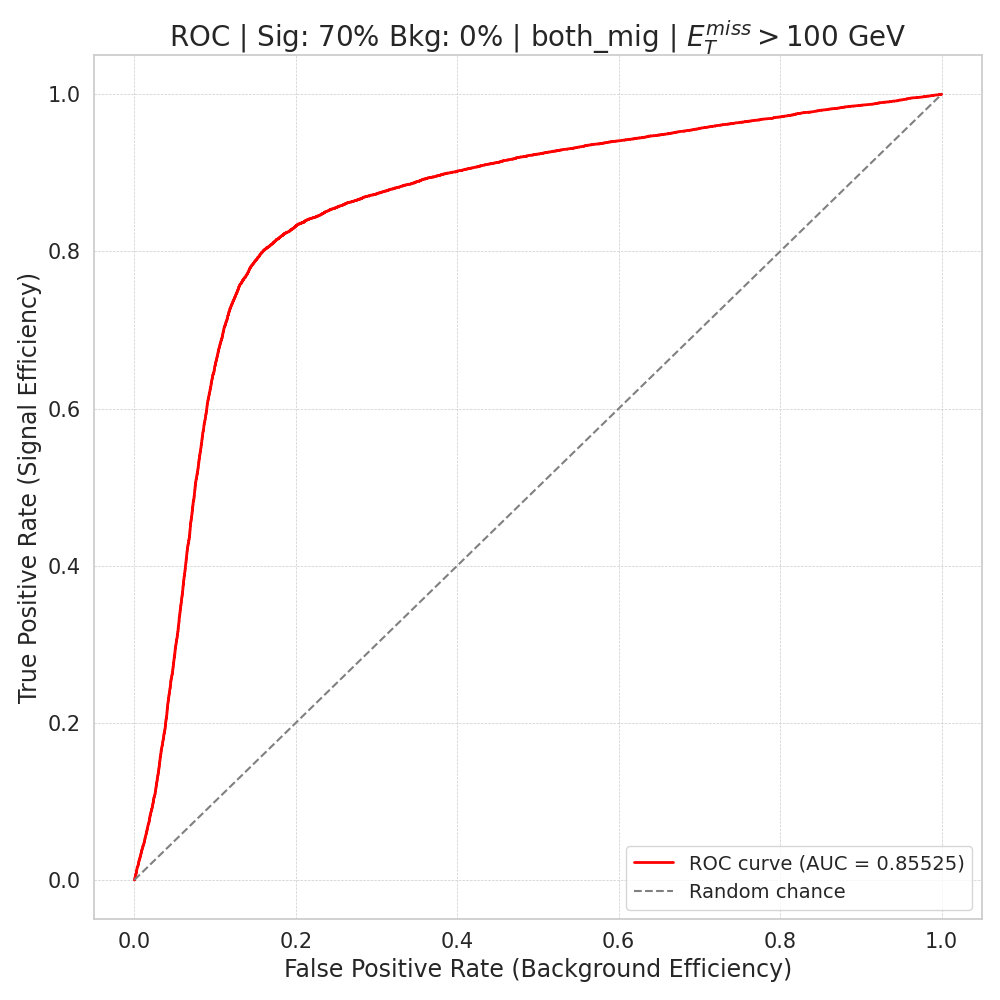 ROC | Sig: 70% Bkg: 0% | both_mig | $E_T^{miss} > 100$ GeV
1.0
0.8
0.6
0.4
0.2
0.0
True Positive Rate (Signal Efficiency)
ROC curve (AUC = 0.85525)
Random chance
0.0 0.2 0.4 0.6 0.8 1.0
False Positive Rate (Background Efficiency)